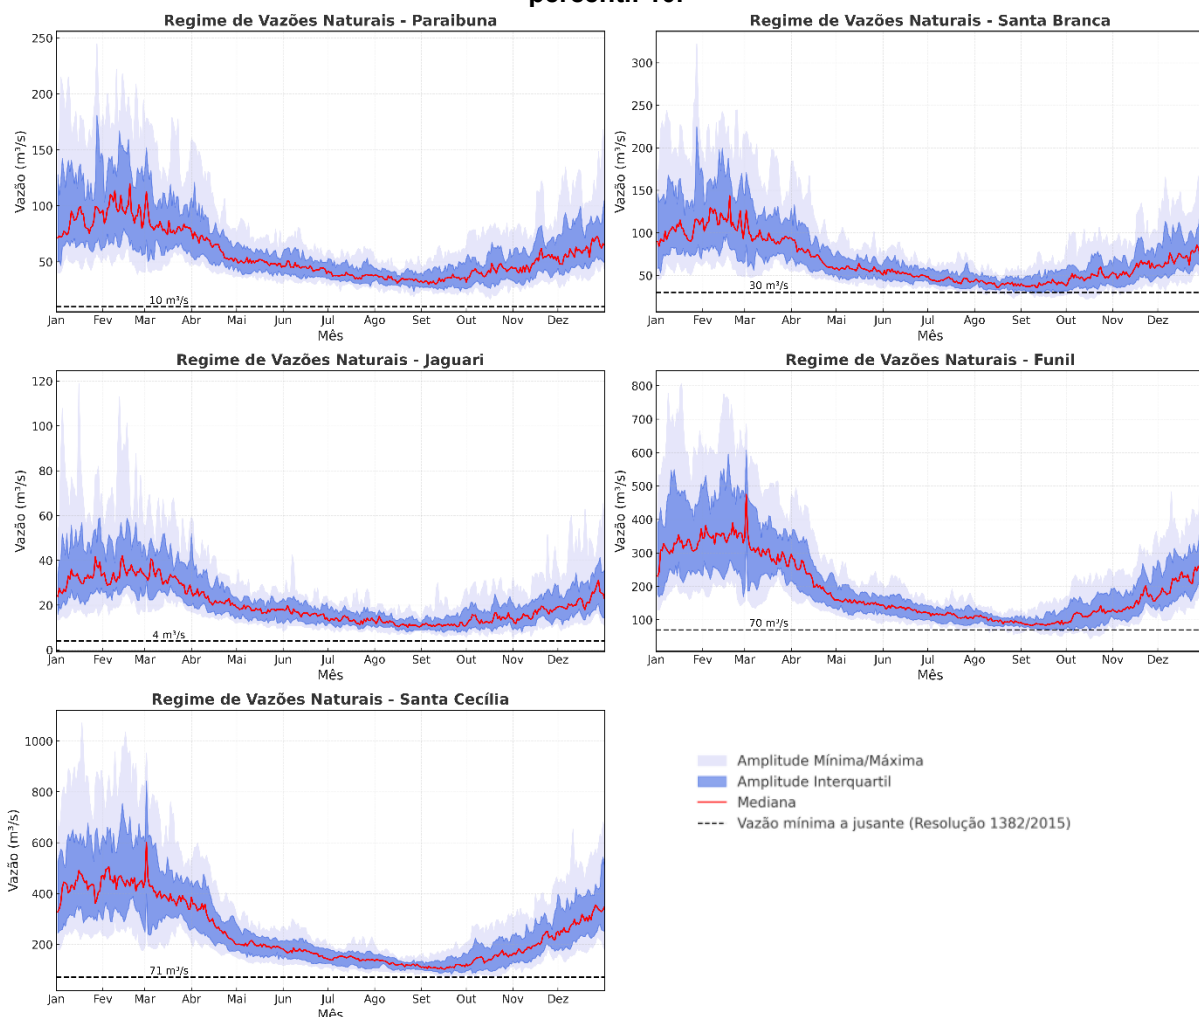 percentil 10.
Regime de Vazões Naturais - Paraibuna
Vazão (m³/s)
250
200
150
100
50
10 m³/s
Jan Fev Mar Abr Mai Jun Jul Ago Set Out Nov Dez
Mês
Regime de Vazões Naturais - Santa Branca
Vazão (m³/s)
300
250
200
150
100
50
30 m³/s
Jan Fev Mar Abr Mai Jun Jul Ago Set Out Nov Dez
Mês
Regime de Vazões Naturais - Jaguari
Vazão (m³/s)
120
100
80
60
40
20
0
4 m³/s
Jan Fev Mar Abr Mai Jun Jul Ago Set Out Nov Dez
Mês
Regime de Vazões Naturais - Funil
Vazão (m³/s)
800
700
600
500
400
300
200
100
70 m³/s
Jan Fev Mar Abr Mai Jun Jul Ago Set Out Nov Dez
Mês
Regime de Vazões Naturais - Santa Cecília
Vazão (m³/s)
1000
800
600
400
200
71 m³/s
Jan Fev Mar Abr Mai Jun Jul Ago Set Out Nov Dez
Mês
Amplitude Mínima/Máxima
Amplitude Interquartil
Mediana
Vazão mínima a jusante (Resolução 1382/2015)